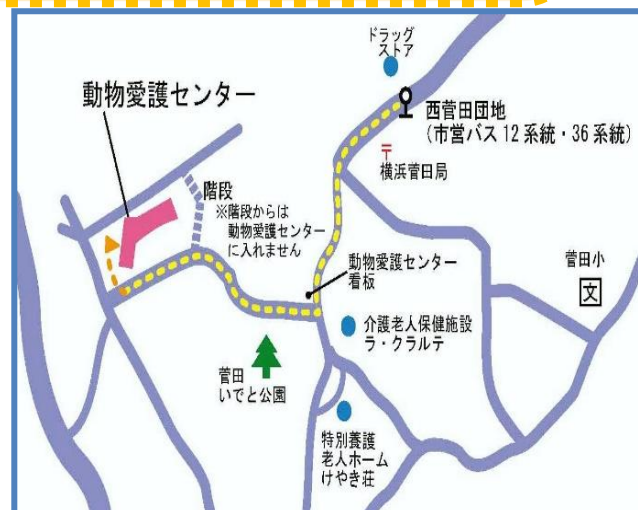 ドラッグ
ストア
動物愛護センター
西菅田団地
(市営バス 12 系統・36 系統)
〒
横浜菅田局
階段
※階段からは
動物愛護センター
に入れません
動物愛護センター
看板
菅田小
文
介護老人保健施設
ラ・クラルテ
菅田
いでと公園
特別養護
老人ホーム
けやき荘